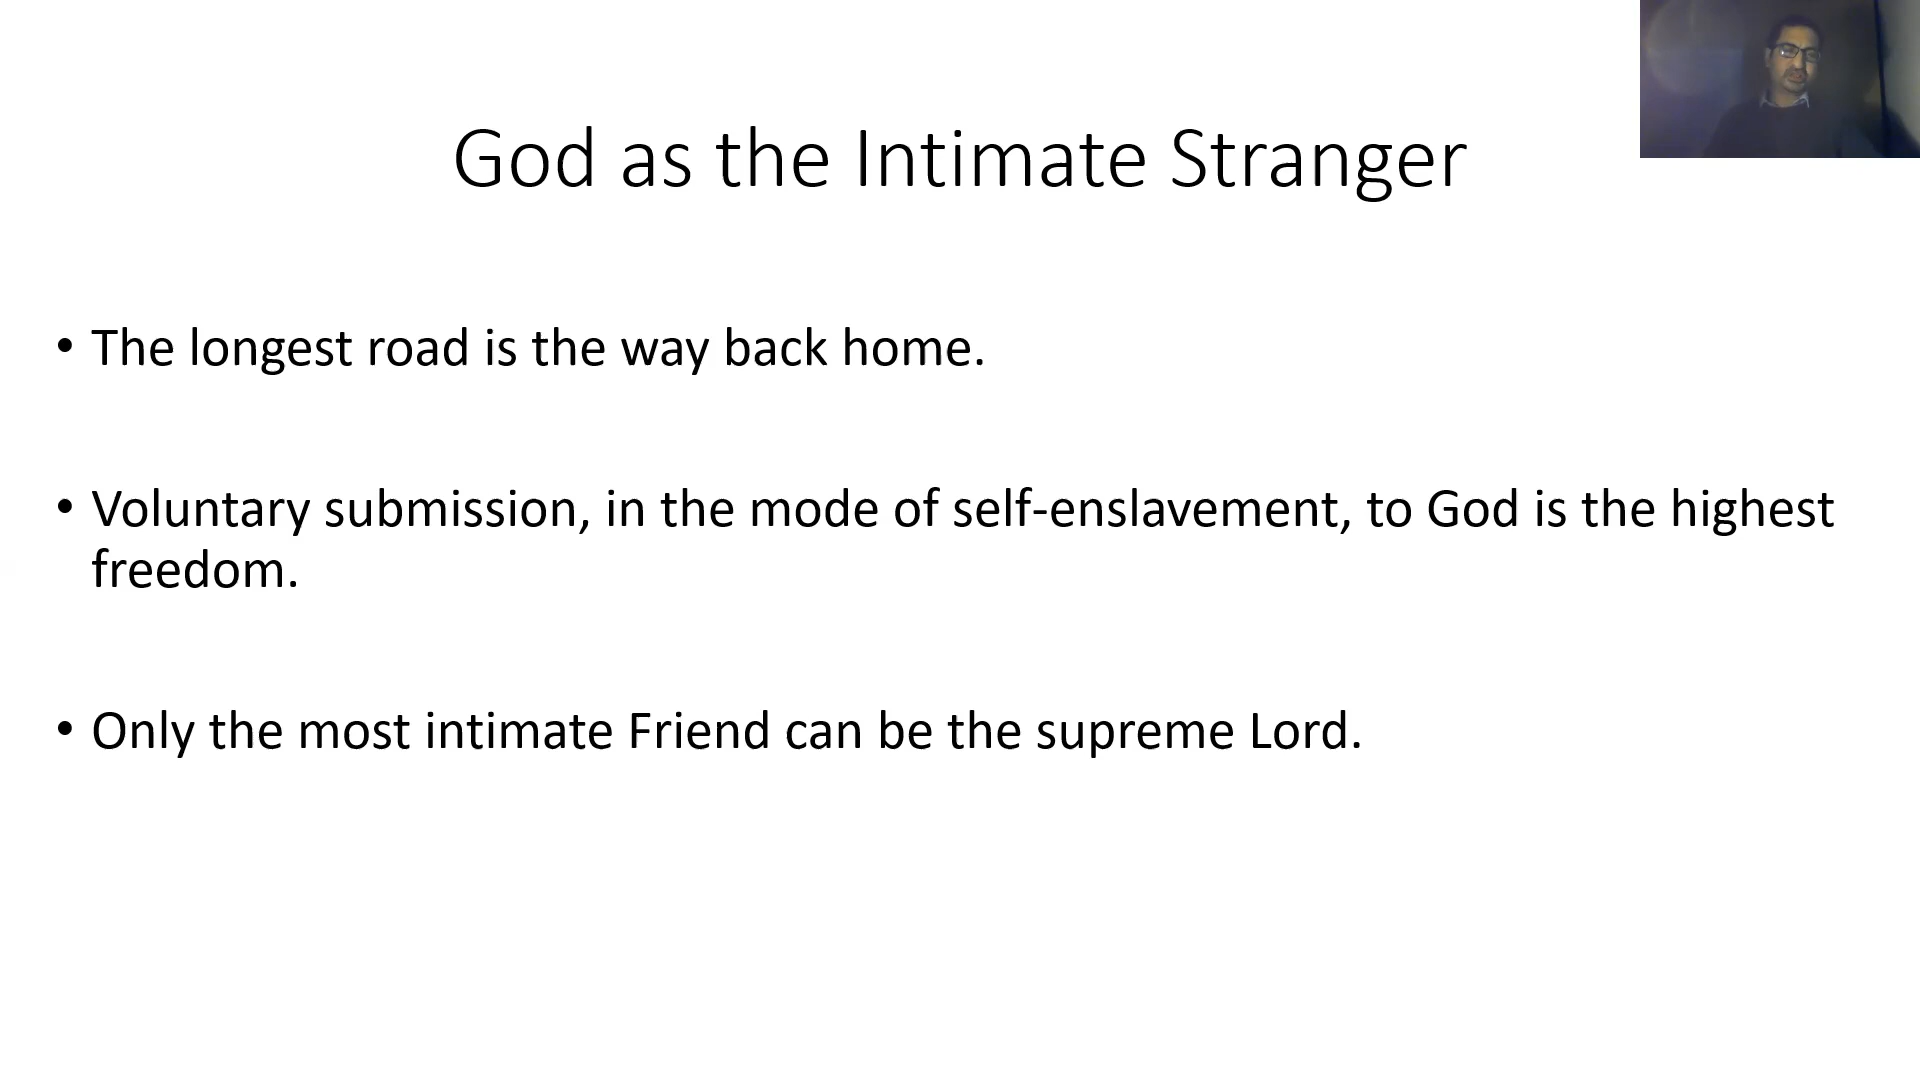 God as the Intimate Stranger
• The longest road is the way back home.
• Voluntary submission, in the mode of self-enslavement, to God is the highest
freedom.
• Only the most intimate Friend can be the supreme Lord.